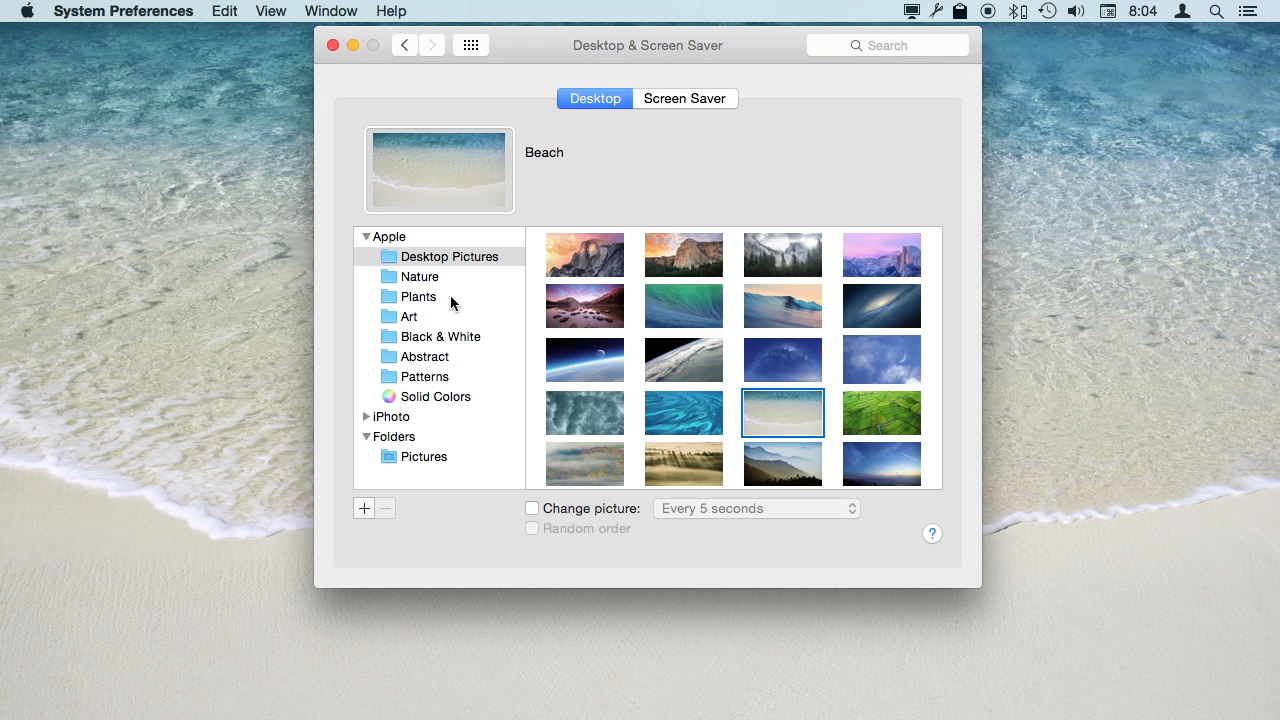 System Preferences Edit View Window Help 8:04
Desktop & Screen Saver Search
Desktop Screen Saver
Beach
Apple
Desktop Pictures
Nature
Plants
Art
Black & White
Abstract
Patterns
Solid Colors
iPhoto
Folders
Pictures
Change picture: Every 5 seconds
Random order
?